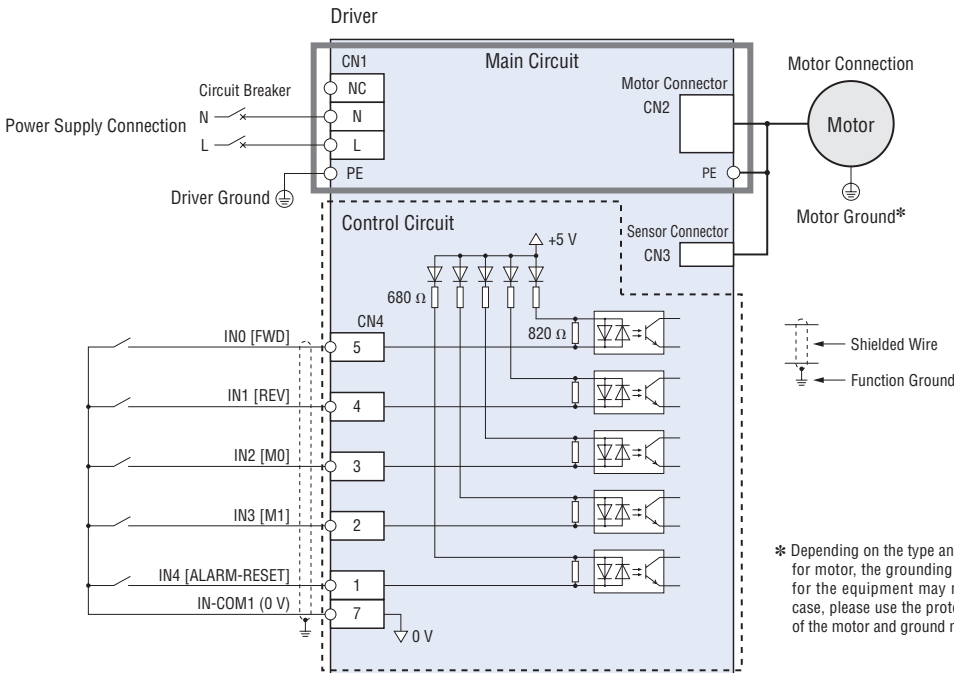 Driver
CN1
Main Circuit
Motor Connection
NC
Motor Connector
Circuit Breaker
CN2
N
N
Motor
Power Supply Connection
L
L
PE
PE
Driver Ground
Motor Ground*
Control Circuit
Sensor Connector
+5 V
CN3
680 Ω
CN4
820 Ω
IN0 [FWD]
5
Shielded Wire
Function Ground
IN1 [REV]
4
IN2 [M0]
3
IN3 [M1]
2
* Depending on the type an
for motor, the grounding
for the equipment may
case, please use the prote
of the motor and ground
IN4 [ALARM-RESET]
1
IN-COM1 (0 V)
7
0 V